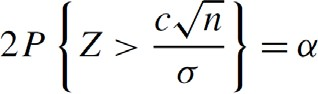 2P{Z > c√n/σ} = α